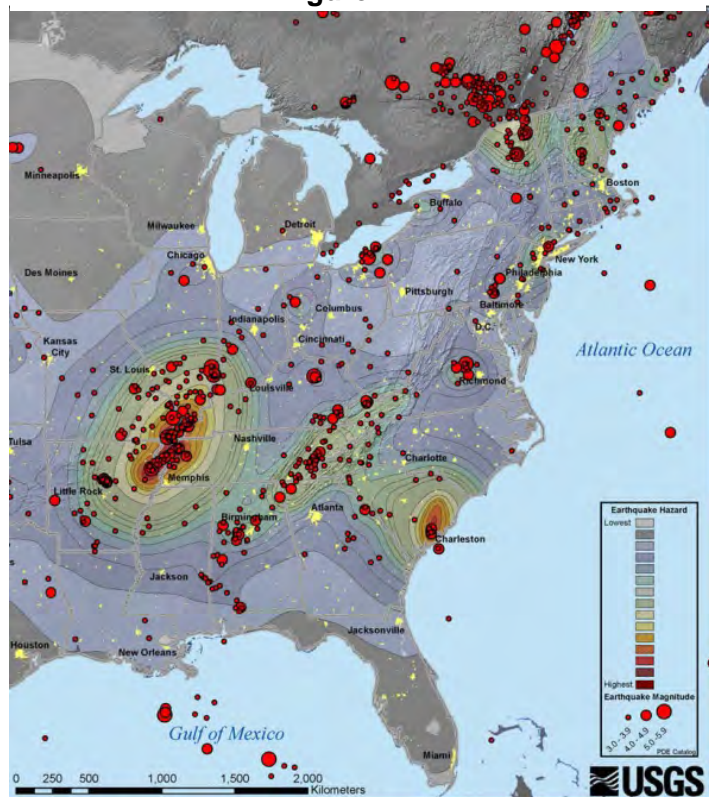 Minneapolis
Milwaukee
Detroit
Buffalo
Boston
Chicago
New York
Des Moines
Philadelphia
Pittsburgh
Columbus
Baltimore
Indianapolis
D.C.
Kansas
City
Cincinnati
Atlantic Ocean
St. Louis
Louisville
Richmond
Tulsa
Nashville
Charlotte
Memphis
Little Rock
Atlanta
Birmingham
Charleston
Jackson
Jacksonville
Houston
New Orleans
Gulf of Mexico
Miami
Earthquake Hazard
Lowest
Highest
Earthquake Magnitude
3.0 - 3.9
4.0 - 4.9
5.0 - 5.9
PDE Catalog
0 250 500 1,000 1,500 2,000
Kilometers
USGS